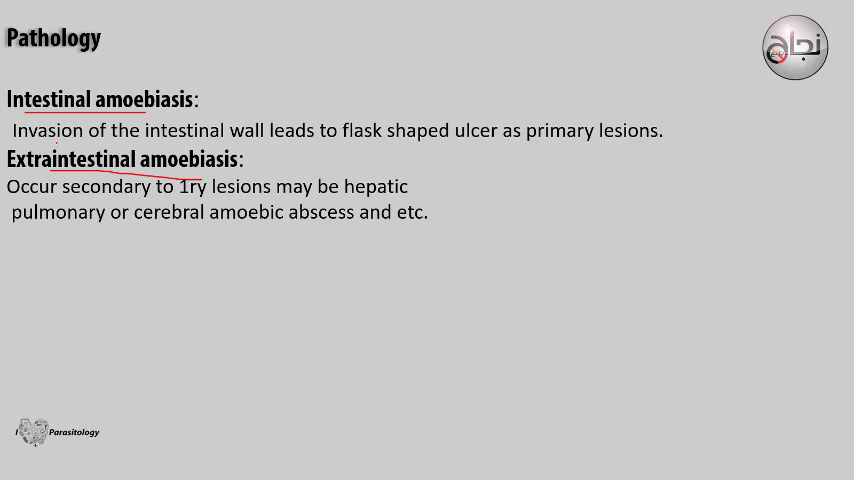 Pathology
نجاح
Intestinal amoebiasis:
Invasion of the intestinal wall leads to flask shaped ulcer as primary lesions.
Extraintestinal amoebiasis:
Occur secondary to 1ry lesions may be hepatic
pulmonary or cerebral amoebic abscess and etc.
I Parasitology